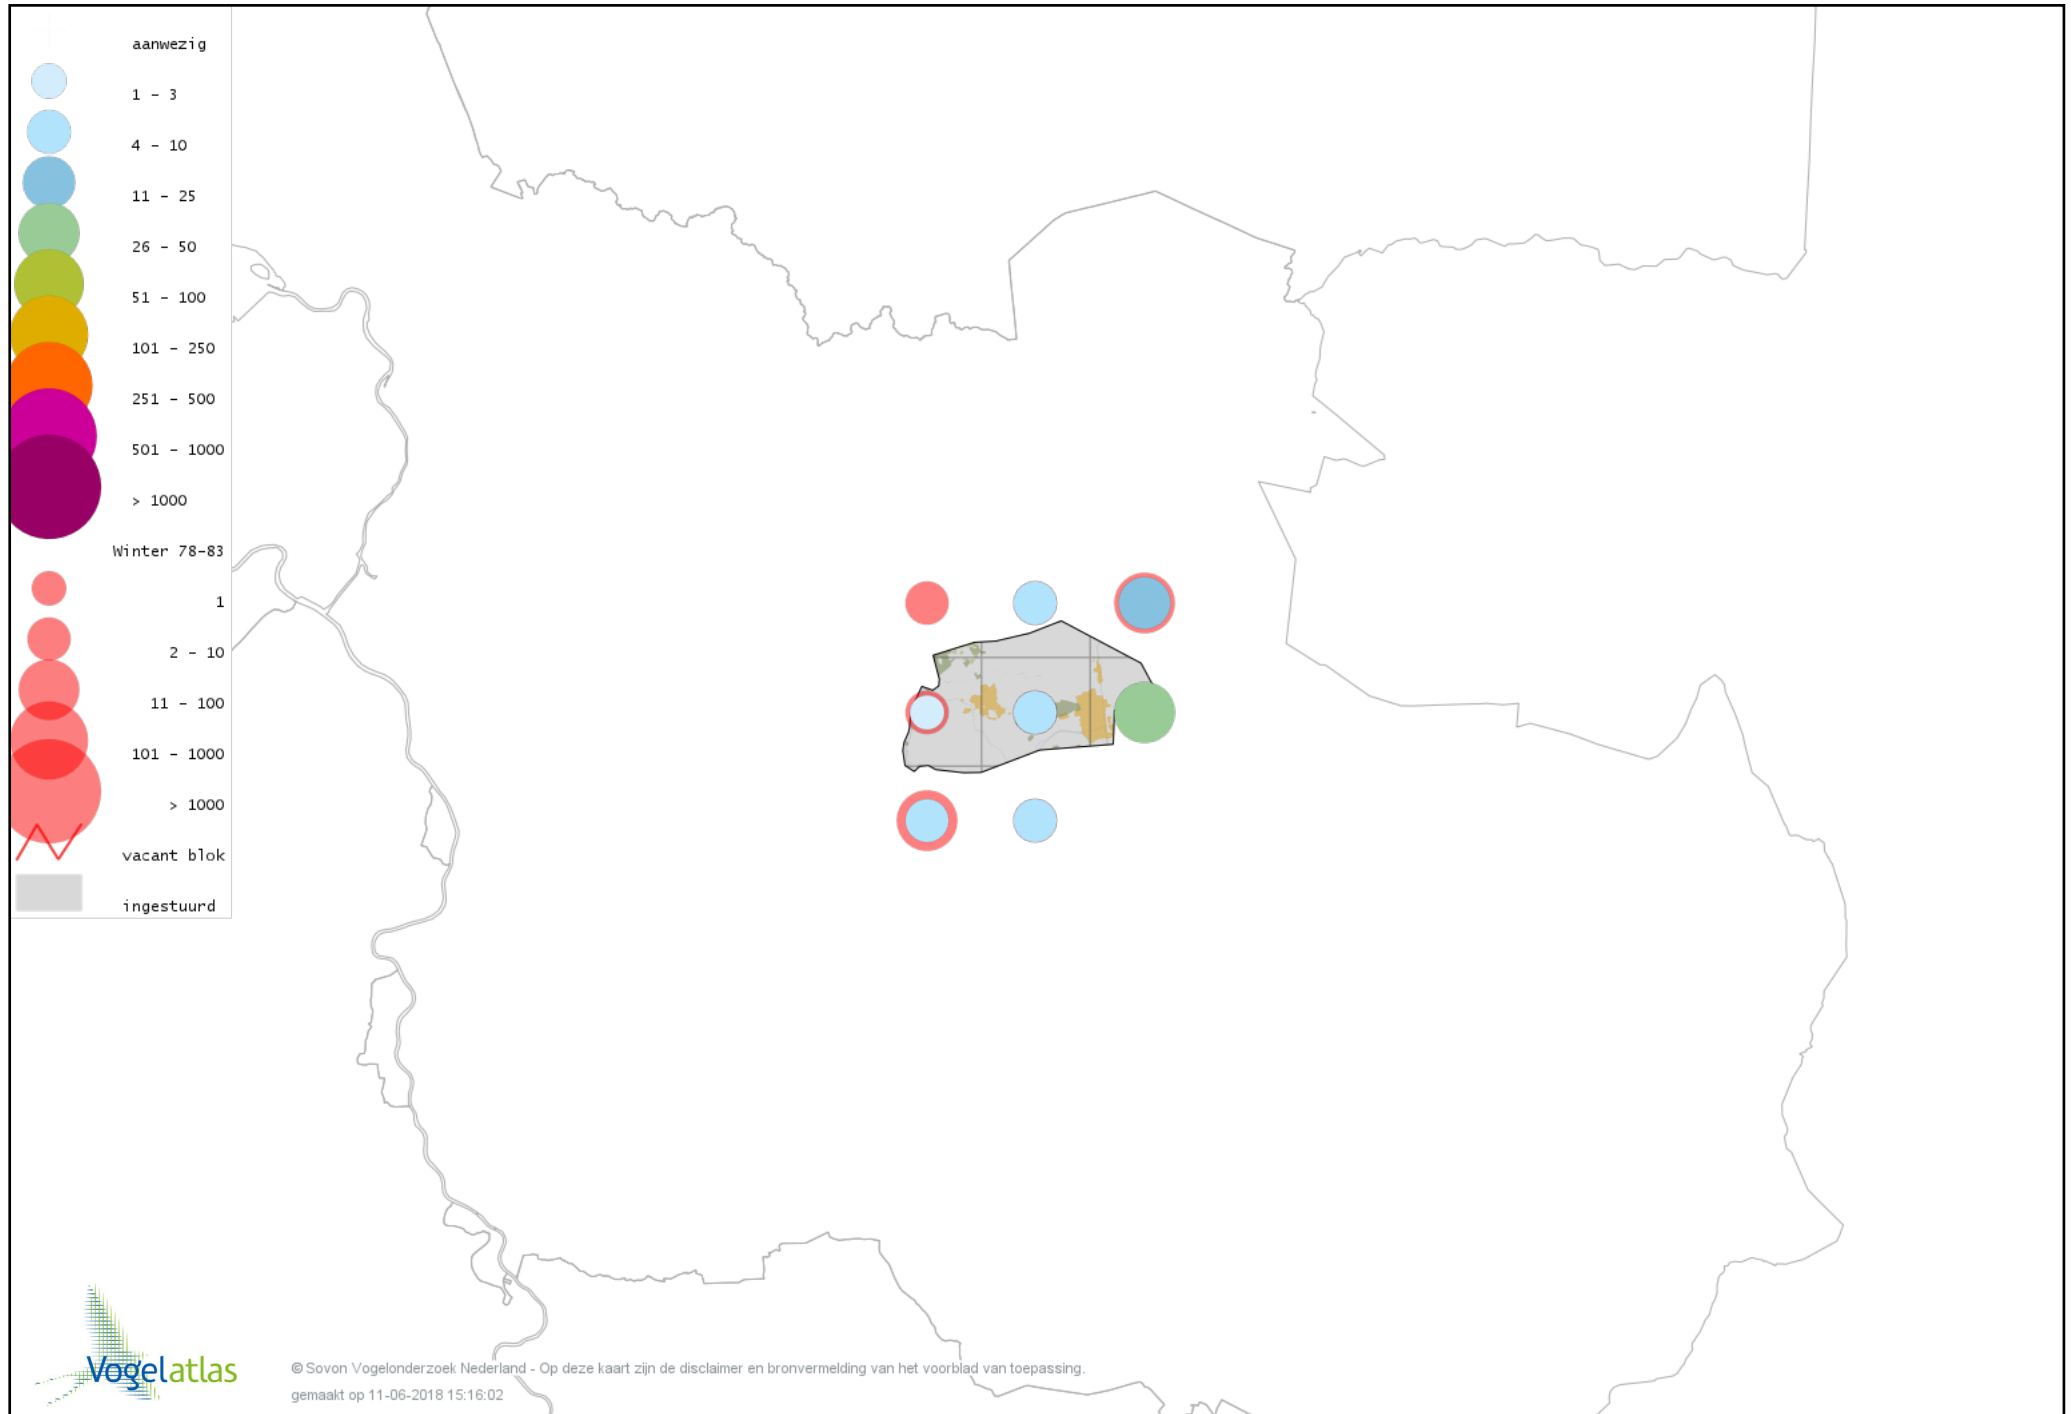 aanwezig
1 - 3
4 - 10
11 - 25
26 - 50
51 - 100
101 - 250
251 - 500
501 - 1000
> 1000
Winter 78-83
1
2 - 10
11 - 100
101 - 1000
> 1000
vacant blok
ingestuurd
Vogelatlas
© Sovon Vogelonderzoek Nederland - Op deze kaart zijn de disclaimer en bronvermelding van het voorblad van toepassing.
gemaakt op 11-06-2018 15:16:02